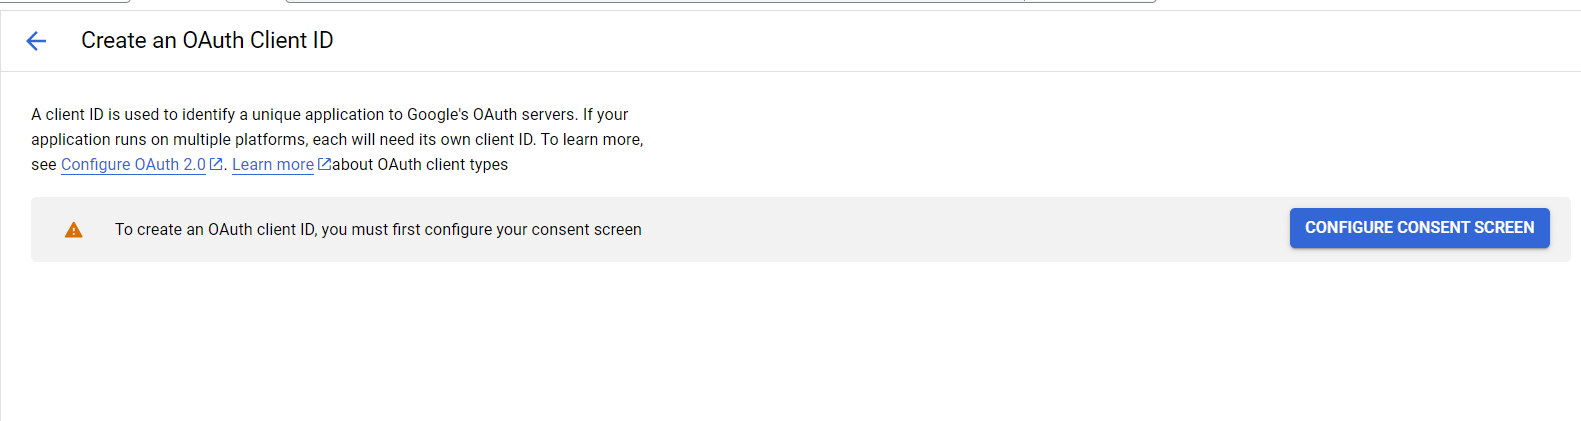 Create an OAuth Client ID
A client ID is used to identify a unique application to Google's OAuth servers. If your
application runs on multiple platforms, each will need its own client ID. To learn more,
see Configure OAuth 2.0. Learn more about OAuth client types
To create an OAuth client ID, you must first configure your consent screen
CONFIGURE CONSENT SCREEN